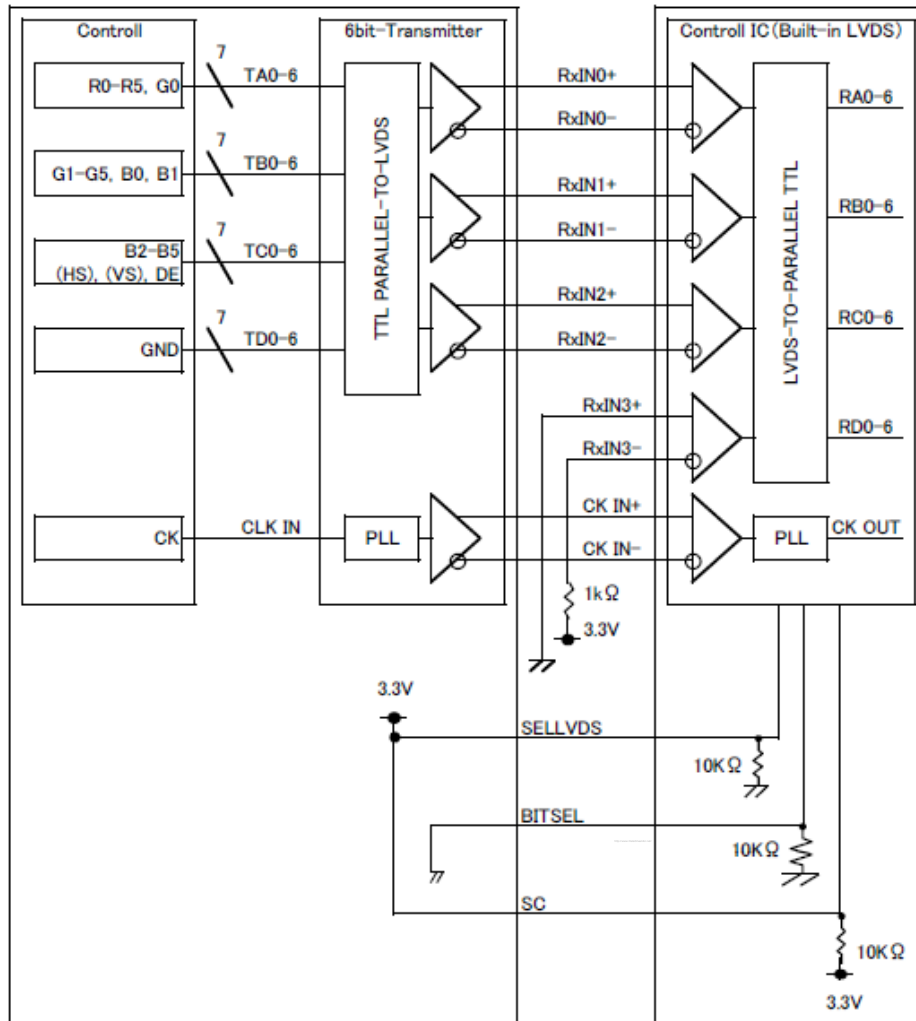 Controll
6bit-Transmitter
Controll IC(Built-in LVDS)
R0-R5, G0
7
TA0-6
RxIN0+
RxIN0-
RA0-6
G1-G5, B0, B1
7
TB0-6
RxIN1+
RxIN1-
RB0-6
B2-B5
(HS), (VS), DE
7
TC0-6
RxIN2+
RxIN2-
RC0-6
GND
7
TD0-6
RxIN3+
RxIN3-
RD0-6
TTL PARALLEL-TO-LVDS
LVDS-TO-PARALLEL TTL
CK
CLK IN
PLL
CK IN+
CK IN-
PLL
CK OUT
1kΩ
3.3V
3.3V
SELLVDS
10KΩ
BITSEL
10KΩ
SC
10KΩ
3.3V